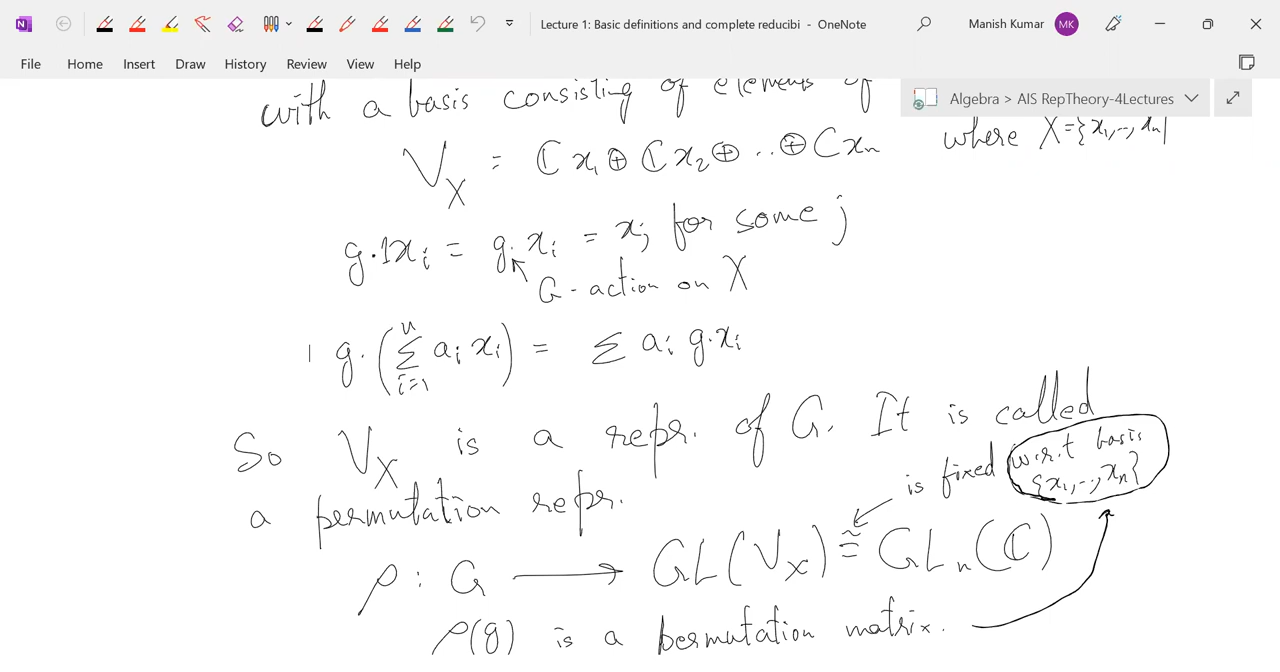 Lecture 1: Basic definitions and complete reducibi - OneNote
Manish Kumar MK
File Home Insert Draw History Review View Help
Algebra > AIS RepTheory-4Lectures
with a basis consisting of elements of
where X = {x₁, .., xₙ}
V_X = ℂx₁ ⊕ ℂx₂ ⊕ .. ⊕ ℂxₙ
g.1xᵢ = g.xᵢ = xⱼ for some j
G-action on X
g.(∑ᵢ₌₁ⁿ aᵢ xᵢ) = ∑ aᵢ g.xᵢ
So V_X is a repr. of G. It is called
a permutation repr.
is fixed w.r.t basis
{x₁, .., xₙ}
ρ : G ⟶ GL(V_X) ≅ GLₙ(ℂ)
ρ(g) is a permutation matrix.